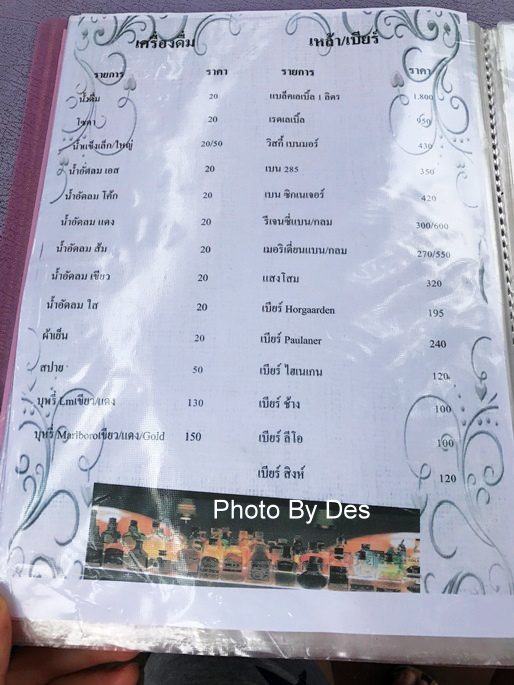 เครื่องดื่ม เหล้า/เบียร์
รายการ ราคา รายการ ราคา
น้ำดื่ม 20 แบล็คเลเบิ้ล 1 ลิตร 1,800
โซดา 20 เรดเลเบิ้ล 950
น้ำแข็งเล็ก/ใหญ่ 20/50 วิสกี้ เบนมอร์ 430
น้ำอัดลม เอส 20 เบน 285 350
น้ำอัดลม โค้ก 20 เบน ซิกเนเจอร์ 420
น้ำอัดลม แดง 20 รีเจนซี่แบน/กลม 300/600
น้ำอัดลม ส้ม 20 เมอริเดี่ยนแบน/กลม 270/550
น้ำอัดลม เขียว 20 แสงโสม 320
น้ำอัดลม ใส 20 เบียร์ Horgaarden 195
ผ้าเย็น 20 เบียร์ Paulaner 240
สปาย 50 เบียร์ ไฮเนเกน 120
บุหรี่ Lmเขียว/แดง 130 เบียร์ ช้าง 100
บุหรี่ Marlboroเขียว/แดง/Gold 150 เบียร์ ลีโอ 100
เบียร์ สิงห์ 120
Photo By Des